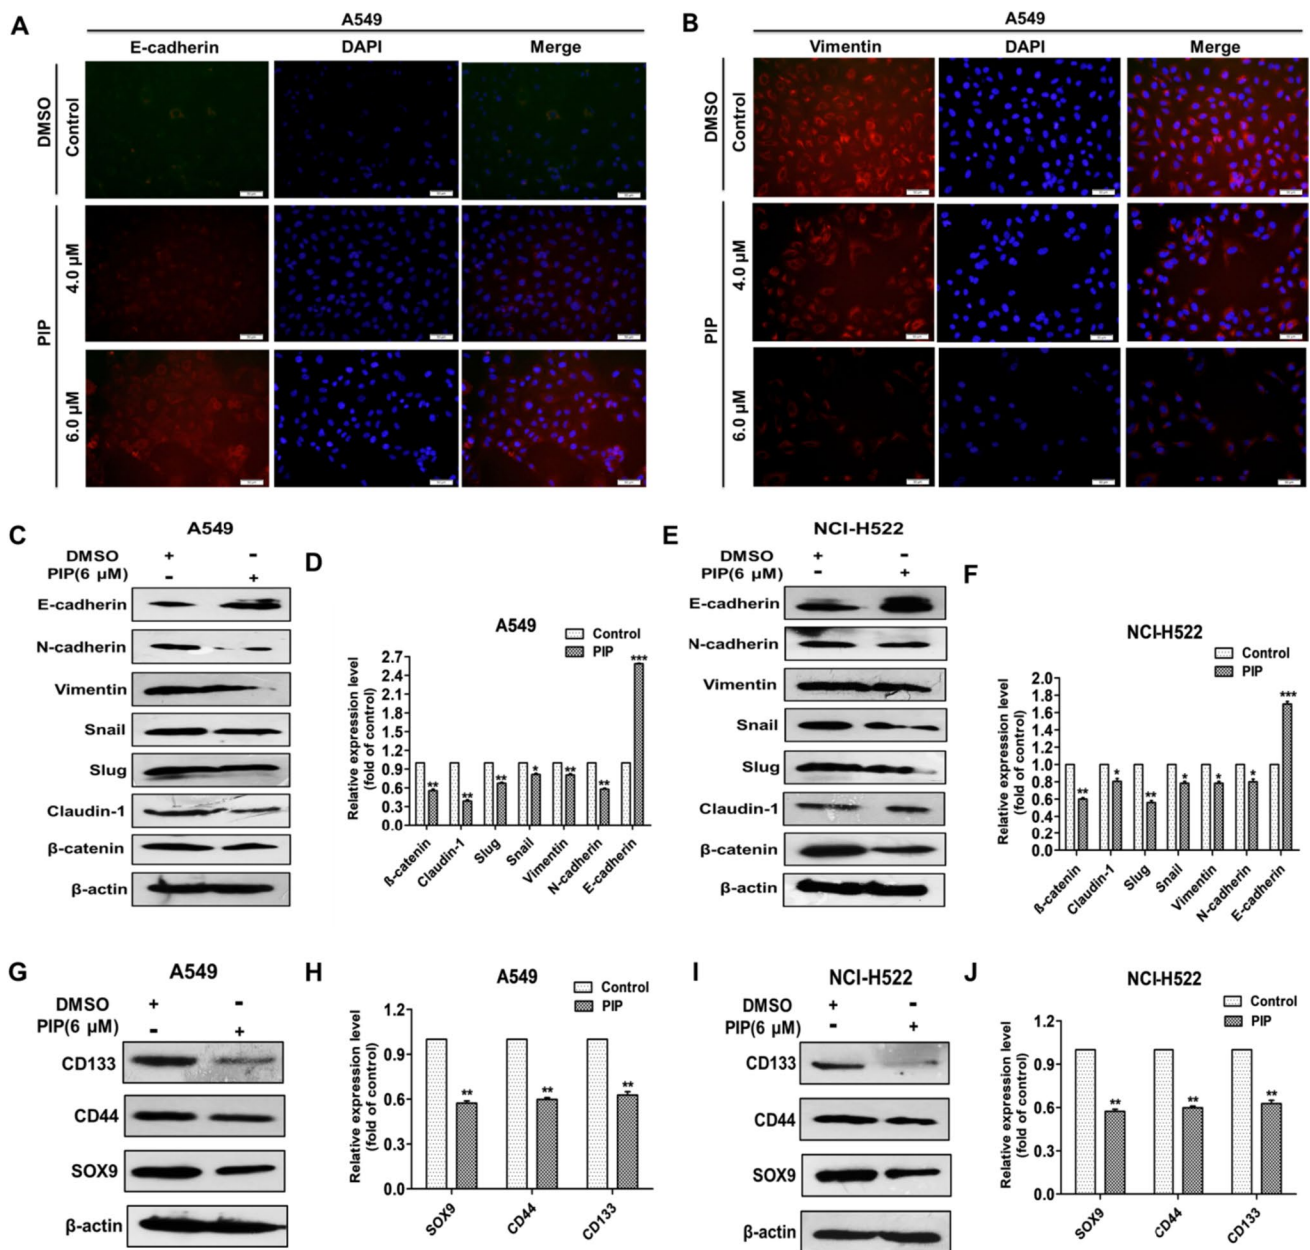 A
A549
E-cadherin DAPI Merge
DMSO
Control
PIP
4.0 µM
6.0 µM
B
A549
Vimentin DAPI Merge
DMSO
Control
PIP
4.0 µM
6.0 µM
C
A549
DMSO + -
PIP(6 µM) - +
E-cadherin
N-cadherin
Vimentin
Snail
Slug
Claudin-1
β-catenin
β-actin
D
A549
Control
PIP
Relative expression level
(fold of control)
2.7
2.4
2.1
1.8
1.5
1.2
0.9
0.6
0.3
0.0
** ** ** * ** ** ***
ß-catenin
Claudin-1
Slug
Snail
Vimentin
N-cadherin
E-cadherin
E
NCI-H522
DMSO + -
PIP(6 µM) - +
E-cadherin
N-cadherin
Vimentin
Snail
Slug
Claudin-1
β-catenin
β-actin
F
NCI-H522
Control
PIP
Relative expression level
(fold of control)
2.0
1.8
1.6
1.4
1.2
1.0
0.8
0.6
0.4
0.2
0.0
** * ** * * * ***
ß-catenin
Claudin-1
Slug
Snail
Vimentin
N-cadherin
E-cadherin
G
A549
DMSO + -
PIP(6 µM) - +
CD133
CD44
SOX9
β-actin
H
A549
Control
PIP
Relative expression level
(fold of control)
1.2
0.9
0.6
0.3
0.0
** ** **
SOX9
CD44
CD133
I
NCI-H522
DMSO + -
PIP(6 µM) - +
CD133
CD44
SOX9
β-actin
J
NCI-H522
Control
PIP
Relative expression level
(fold of control)
1.2
0.9
0.6
0.3
0.0
** ** **
SOX9
CD44
CD133